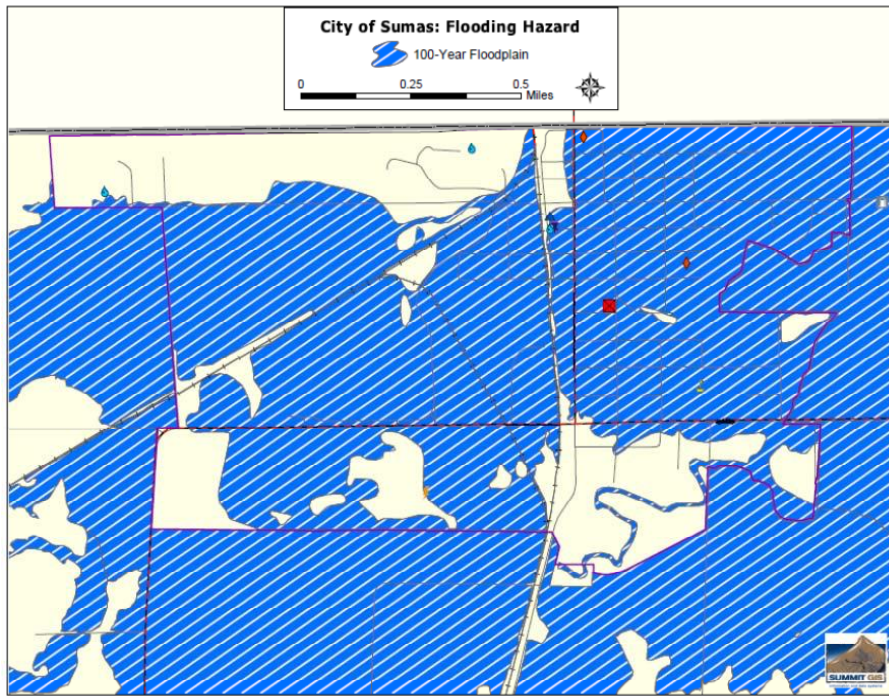 City of Sumas: Flooding Hazard
100-Year Floodplain
0 0.25 0.5
Miles
SUMMIT GIS